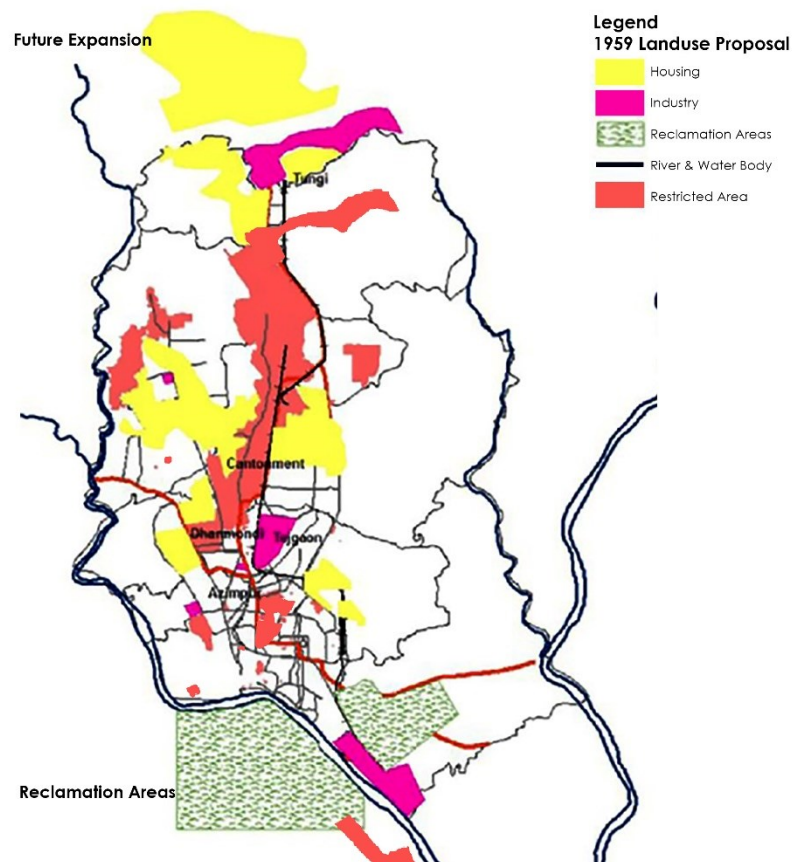 Future Expansion
Legend
1959 Landuse Proposal
Housing
Industry
Reclamation Areas
River & Water Body
Restricted Area
Tungi
Cantonment
Dhanmondi
Tejgaon
Azimpur
Reclamation Areas